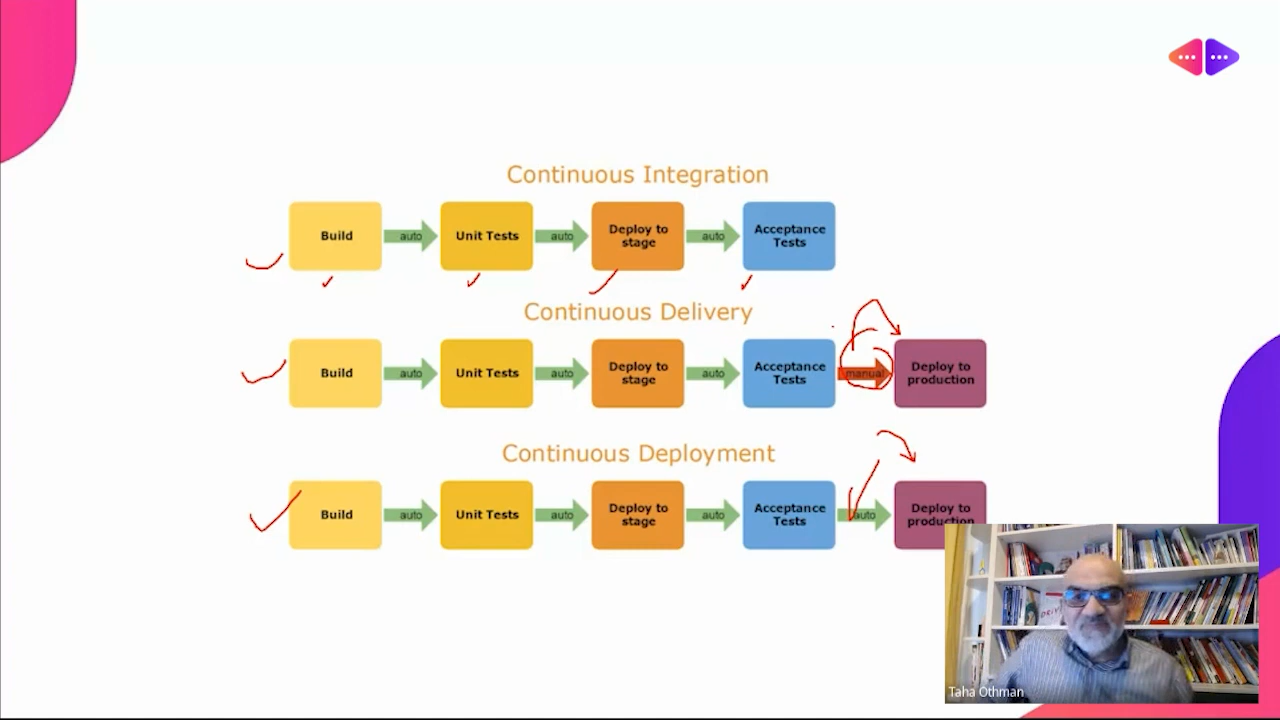 Continuous Integration
Build auto Unit Tests auto Deploy to stage auto Acceptance Tests
Continuous Delivery
Build auto Unit Tests auto Deploy to stage auto Acceptance Tests manual Deploy to production
Continuous Deployment
Build auto Unit Tests auto Deploy to stage auto Acceptance Tests auto Deploy to production
Taha Othman